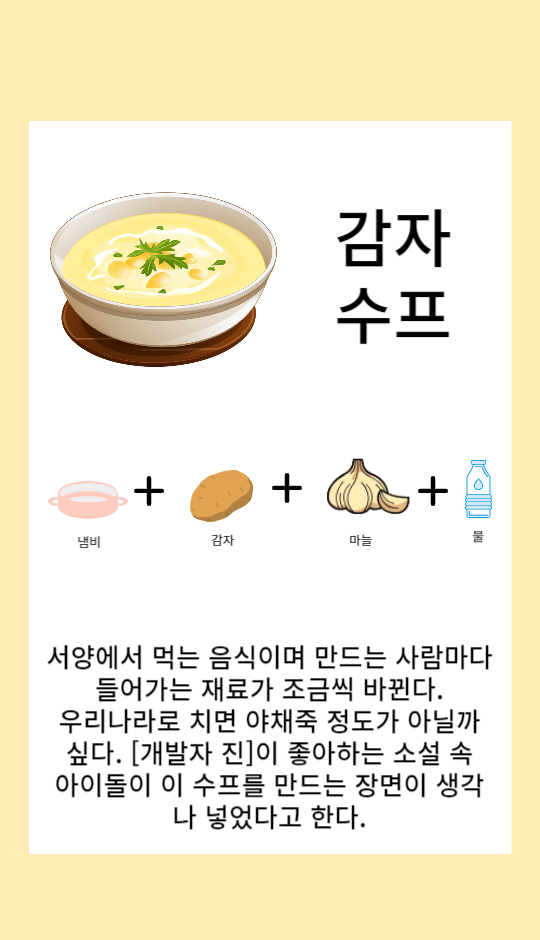 감자
수프
냄비
감자
마늘
물
서양에서 먹는 음식이며 만드는 사람마다
들어가는 재료가 조금씩 바뀐다.
우리나라로 치면 야채죽 정도가 아닐까
싶다. [개발자 진]이 좋아하는 소설 속
아이돌이 이 수프를 만드는 장면이 생각
나 넣었다고 한다.